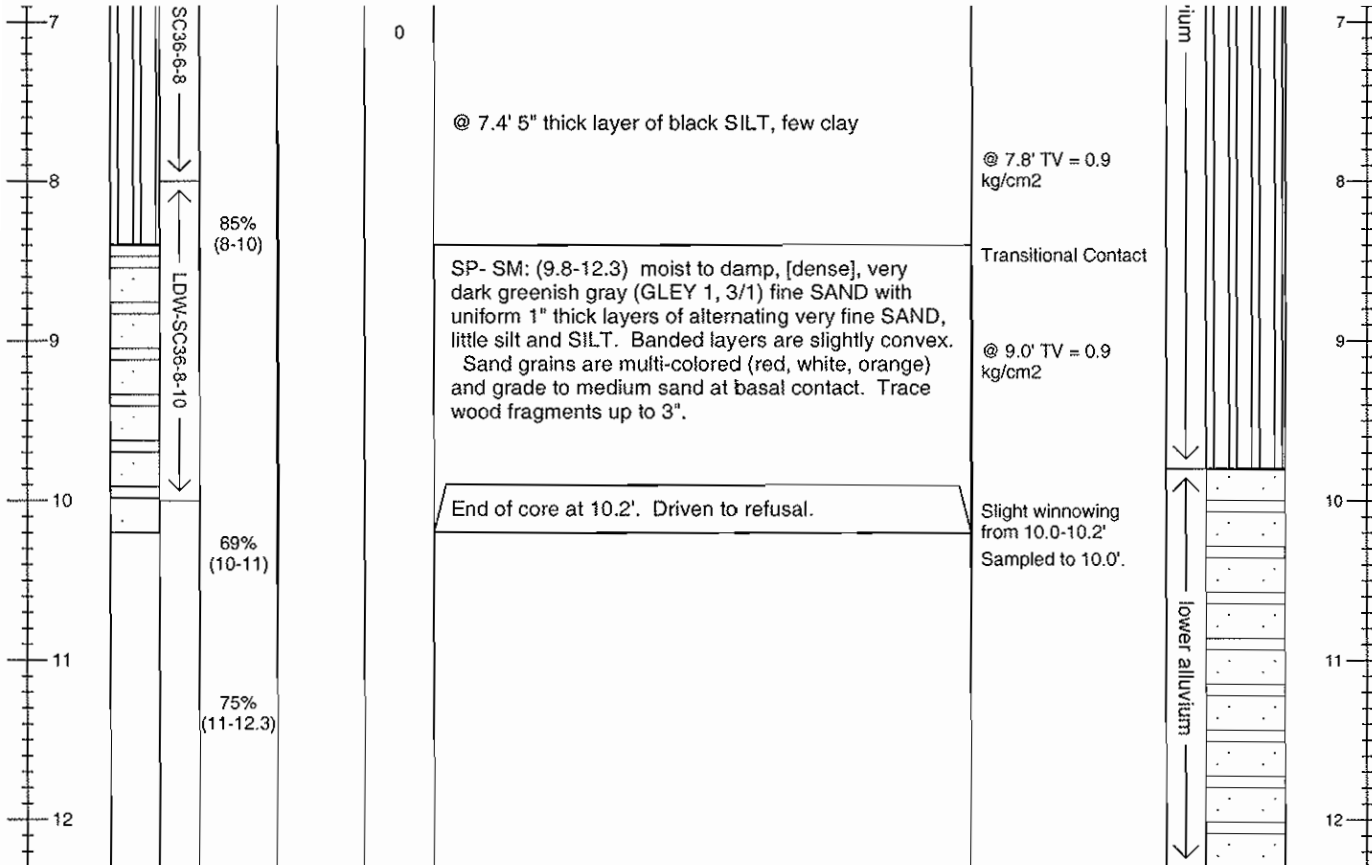 7
SC36-6-8
0
ium
7
@ 7.4' 5" thick layer of black SILT, few clay
@ 7.8' TV = 0.9
kg/cm2
8
8
85%
(8-10)
LDW-SC36-8-10
Transitional Contact
SP- SM: (9.8-12.3) moist to damp, [dense], very
dark greenish gray (GLEY 1, 3/1) fine SAND with
uniform 1" thick layers of alternating very fine SAND,
little silt and SILT. Banded layers are slightly convex.
Sand grains are multi-colored (red, white, orange)
and grade to medium sand at basal contact. Trace
wood fragments up to 3".
9
@ 9.0' TV = 0.9
kg/cm2
9
10
End of core at 10.2'. Driven to refusal.
Slight winnowing
from 10.0-10.2'
Sampled to 10.0'.
10
69%
(10-11)
lower alluvium
11
11
75%
(11-12.3)
12
12